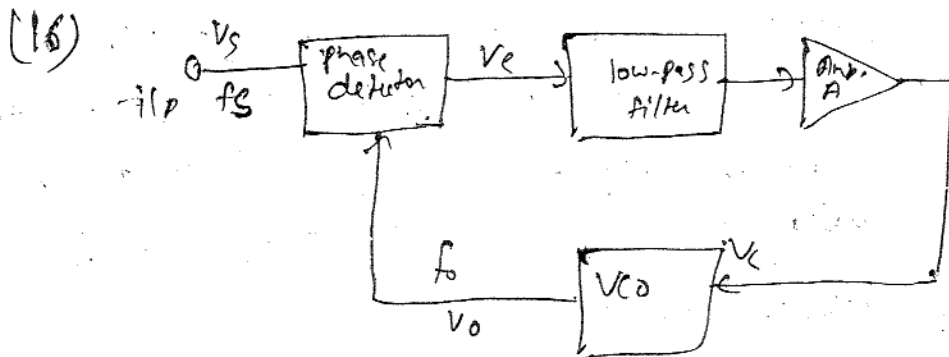 (16)
Vs
i/p
fs
phase
detector
Ve
low-pass
filter
Amp.
A
Vc
VCO
fo
Vo